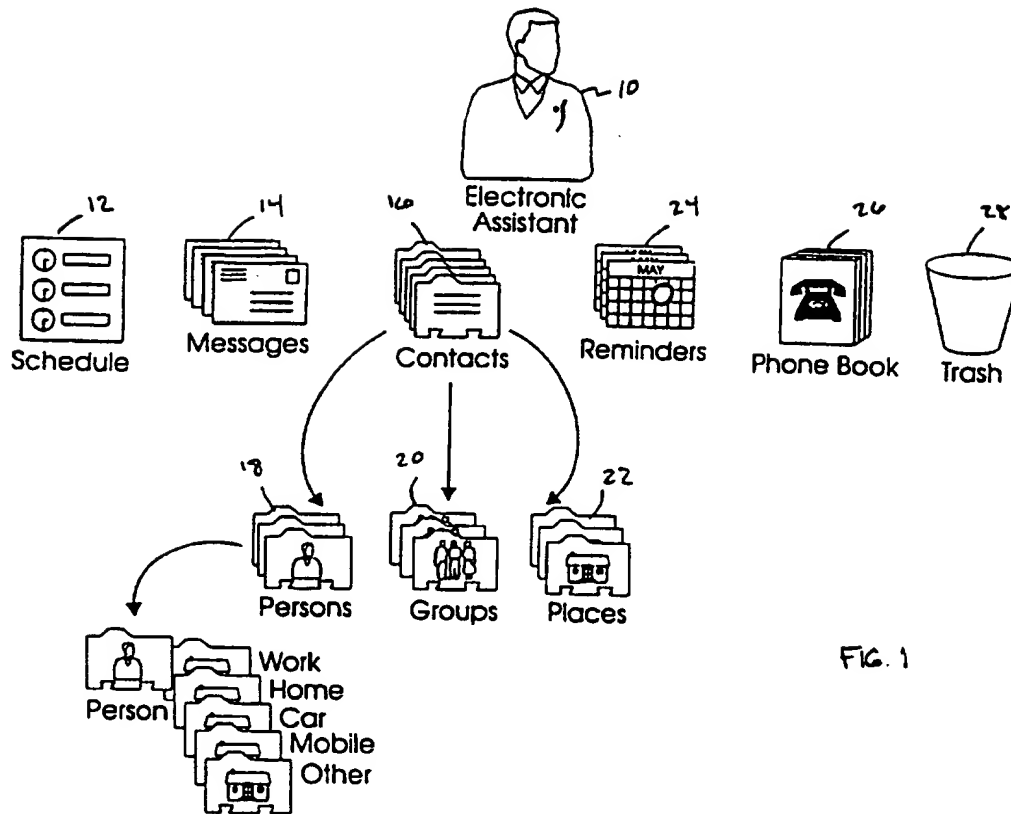 10
Electronic
Assistant
12
14
16
24
26
28
MAY
Schedule
Messages
Contacts
Reminders
Phone Book
Trash
18
20
22
Persons
Groups
Places
Work
Home
Person
Car
Mobile
Other
FIG. 1